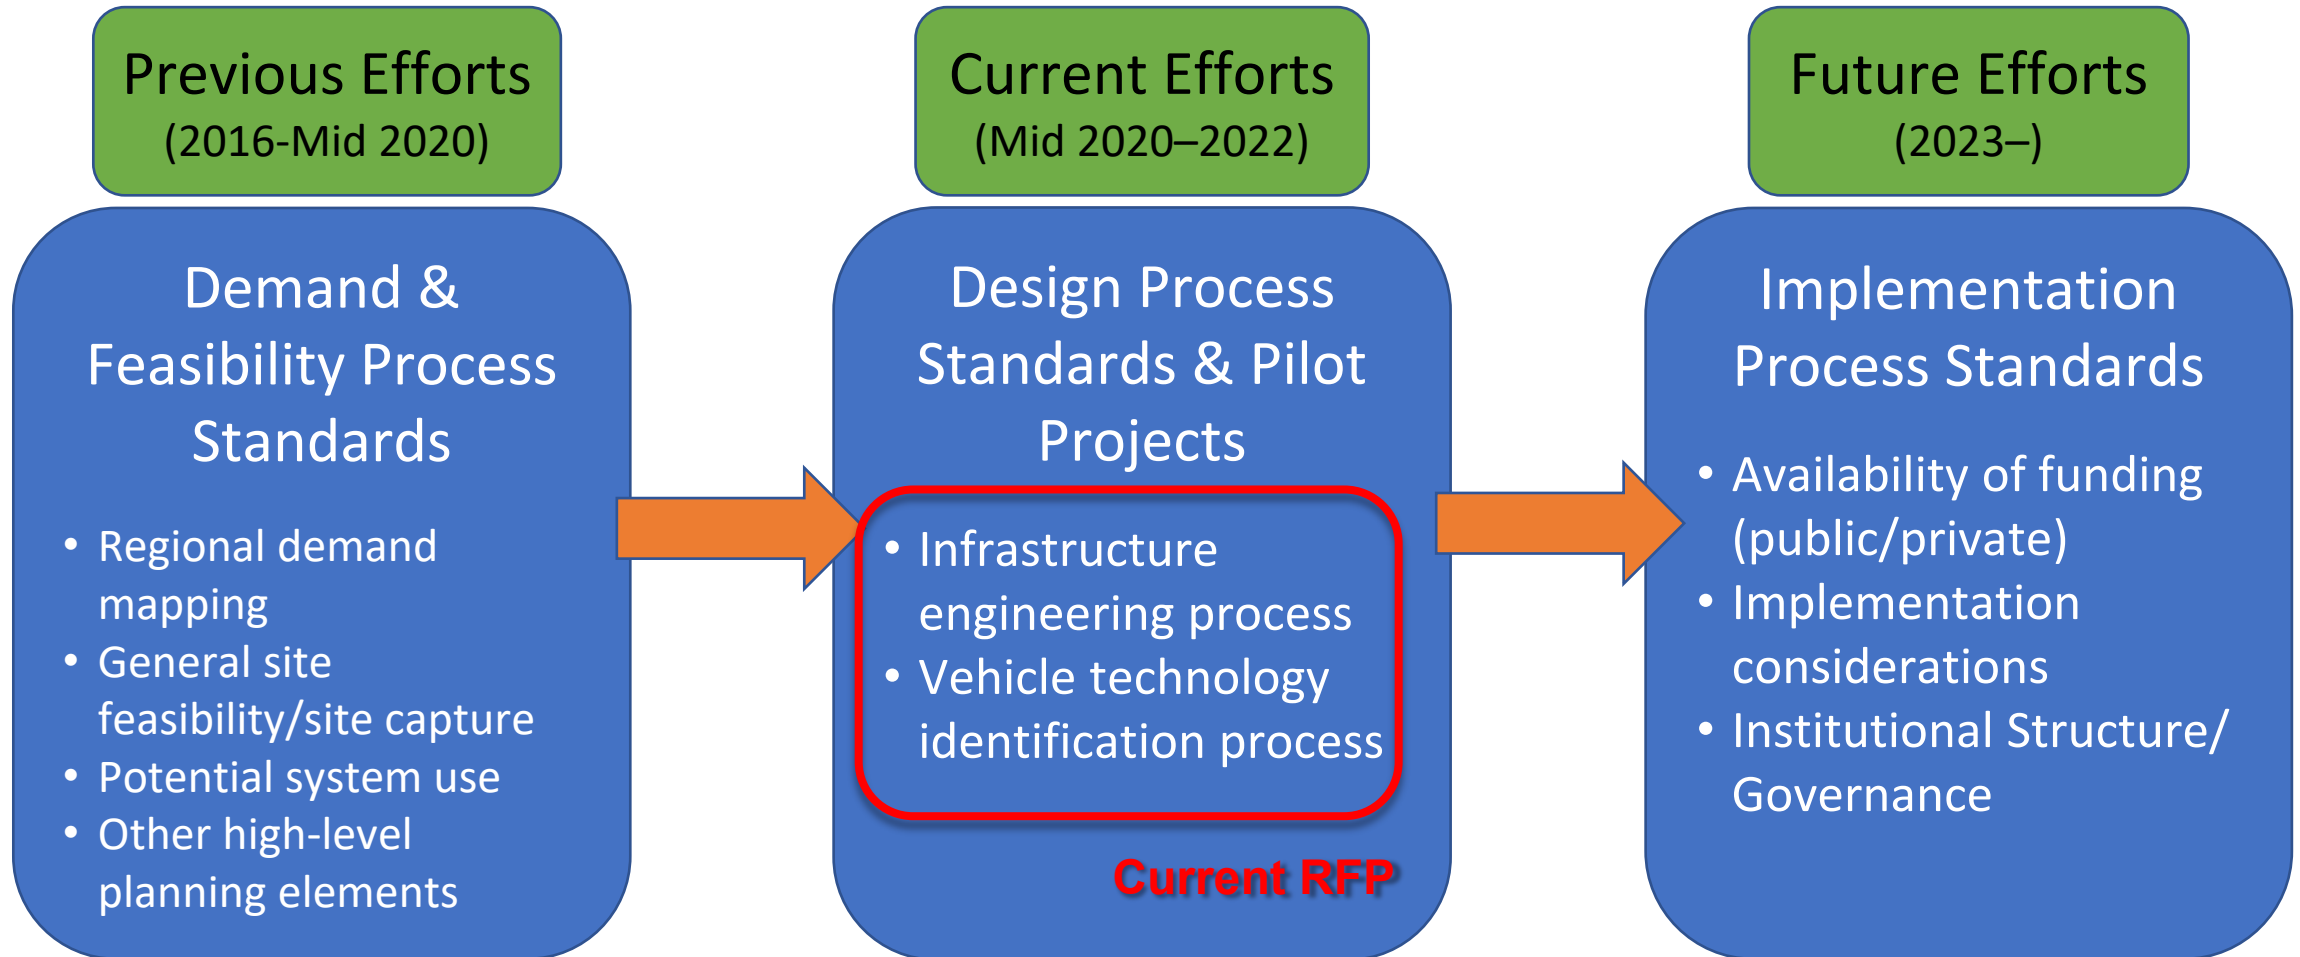 Previous Efforts
(2016-Mid 2020)
Demand &
Feasibility Process
Standards
• Regional demand
mapping
• General site
feasibility/site capture
• Potential system use
• Other high-level
planning elements
Current Efforts
(Mid 2020–2022)
Design Process
Standards & Pilot
Projects
• Infrastructure
engineering process
• Vehicle technology
identification process
Current RFP
Future Efforts
(2023–)
Implementation
Process Standards
• Availability of funding
(public/private)
• Implementation
considerations
• Institutional Structure/
Governance